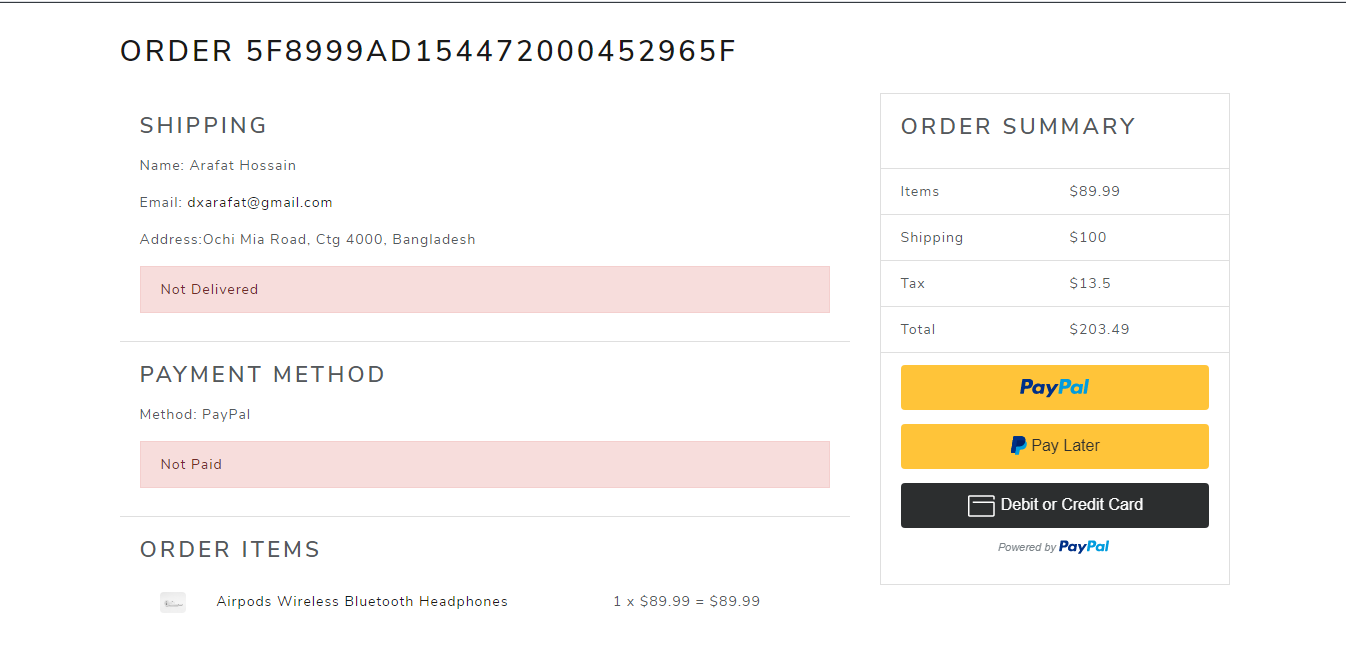 ORDER 5F8999AD154472000452965F
SHIPPING
Name: Arafat Hossain
Email: dxarafat@gmail.com
Address:Ochi Mia Road, Ctg 4000, Bangladesh
Not Delivered
PAYMENT METHOD
Method: PayPal
Not Paid
ORDER ITEMS
Airpods Wireless Bluetooth Headphones 1 x $89.99 = $89.99
ORDER SUMMARY
Items $89.99
Shipping $100
Tax $13.5
Total $203.49
PayPal
Pay Later
Debit or Credit Card
Powered by PayPal